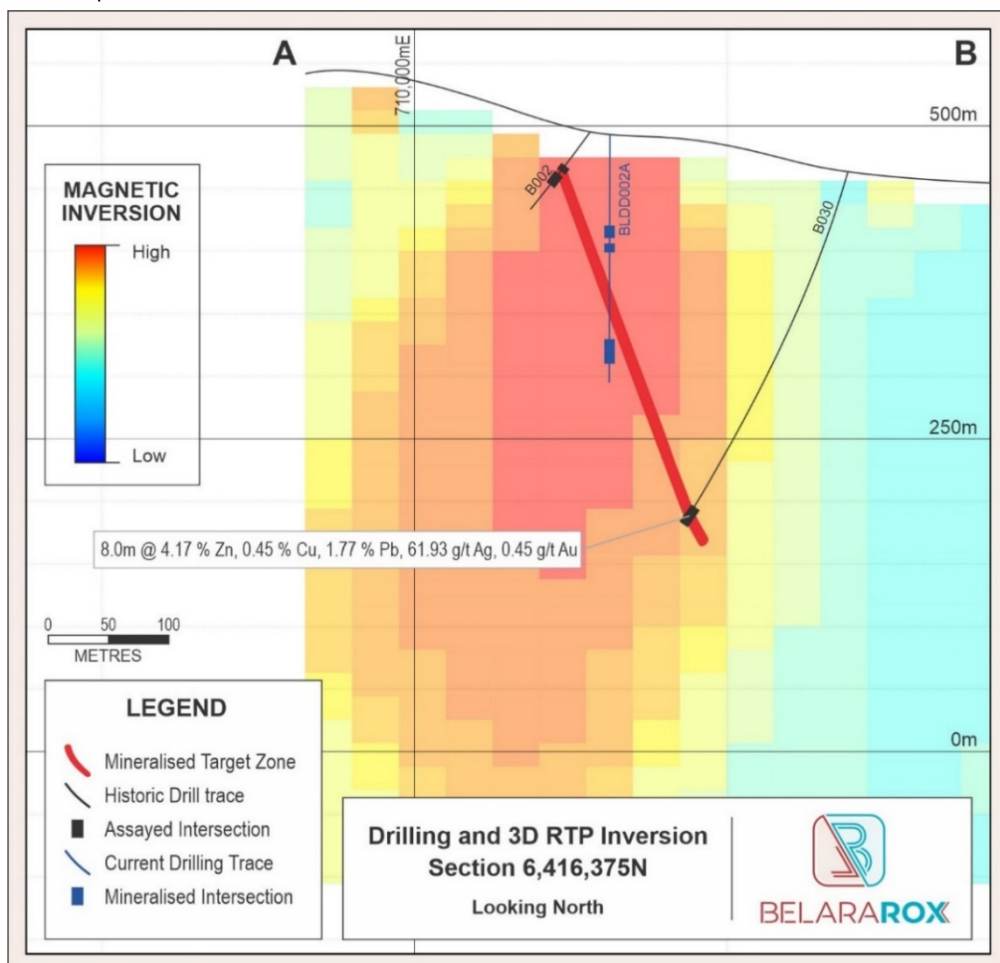 A
B
710,000mE
500m
MAGNETIC
INVERSION
High
Low
B002
BLDD002A
B030
250m
8.0m @ 4.17 % Zn, 0.45 % Cu, 1.77 % Pb, 61.93 g/t Ag, 0.45 g/t Au
0 50 100
METRES
LEGEND
Mineralised Target Zone
Historic Drill trace
Assayed Intersection
Current Drilling Trace
Mineralised Intersection
0m
Drilling and 3D RTP Inversion
Section 6,416,375N
Looking North
BELARAROX